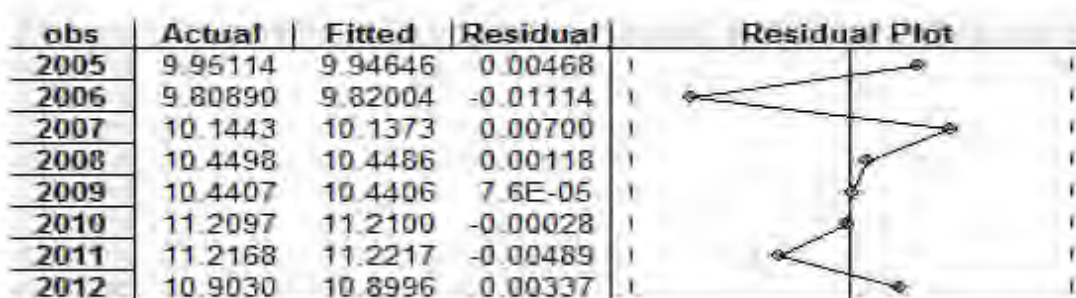 obs Actual Fitted Residual Residual Plot
2005 9.95114 9.94646 0.00468
2006 9.80890 9.82004 -0.01114
2007 10.1443 10.1373 0.00700
2008 10.4498 10.4486 0.00118
2009 10.4407 10.4406 7.6E-05
2010 11.2097 11.2100 -0.00028
2011 11.2168 11.2217 -0.00489
2012 10.9030 10.8996 0.00337